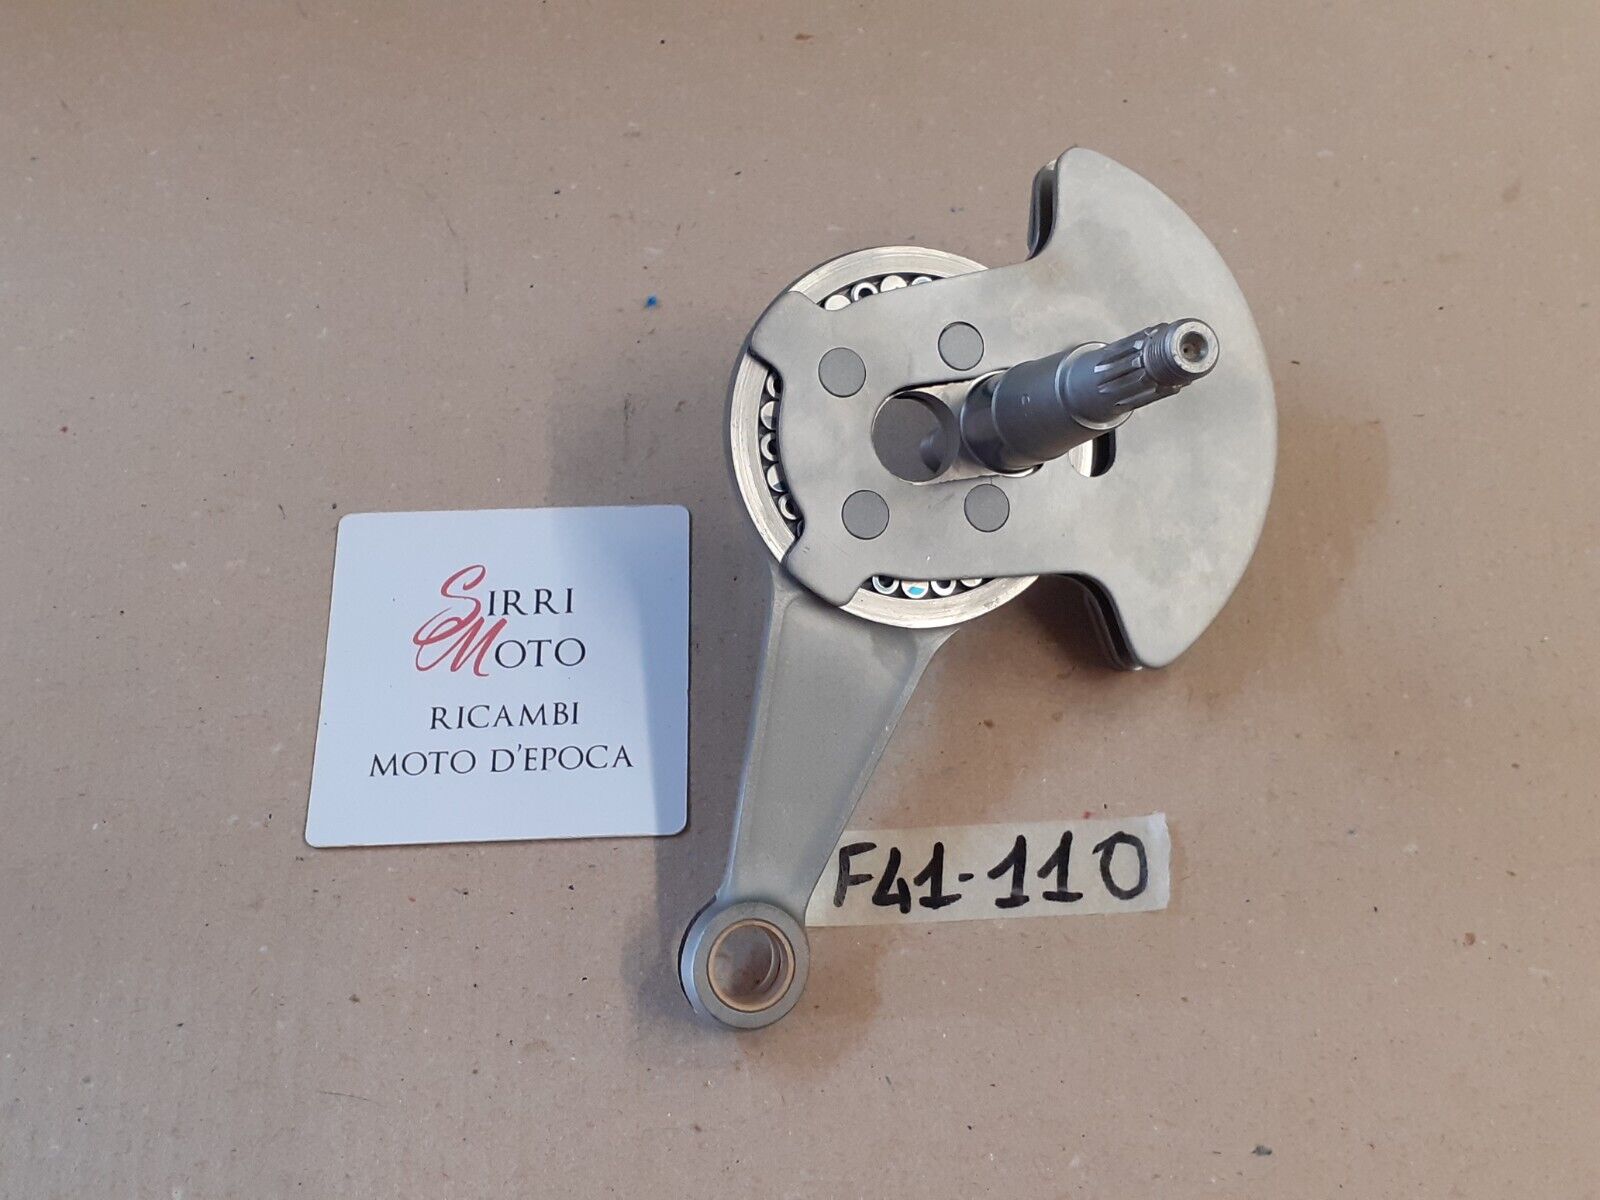 SIRRI
MOTO
RICAMBI
MOTO D'EPOCA
F41-110